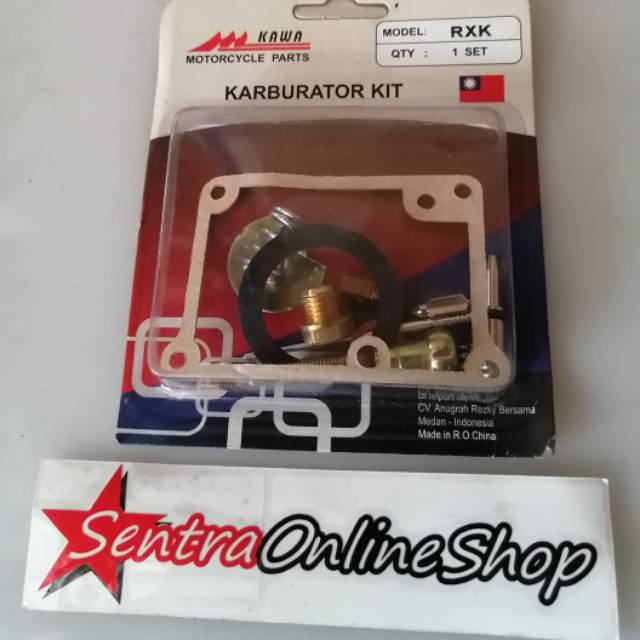 KAWA
MOTORCYCLE PARTS
MODEL: RXK
QTY : 1 SET
KARBURATOR KIT
CV. Anugrah Rezky Bersama
Medan - Indonesia
Made in R.O.China
SentraOnlineShop